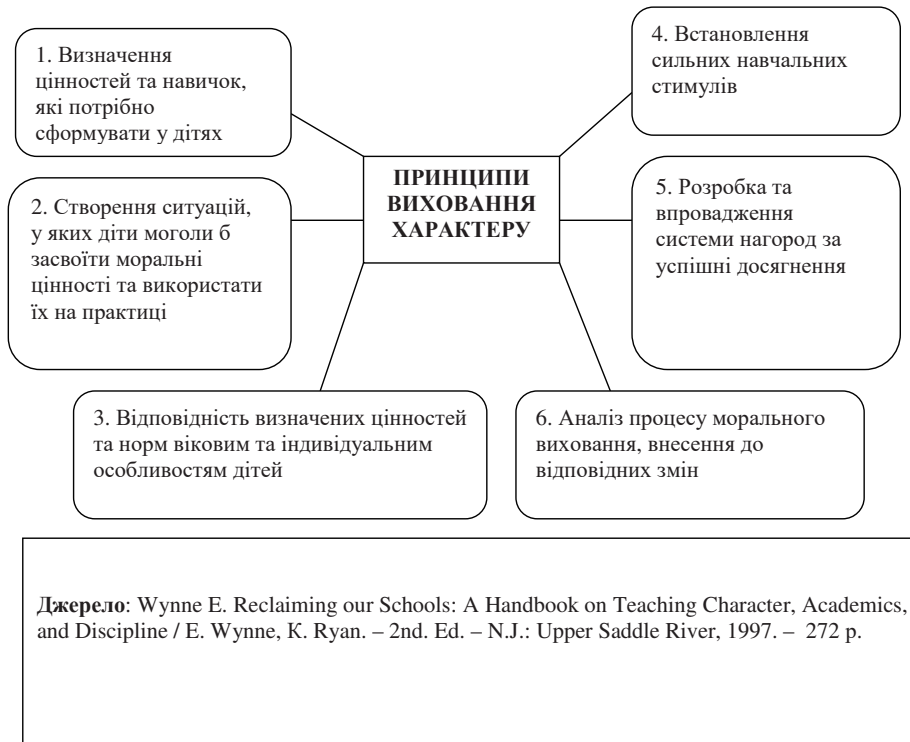 1. Визначення
цінностей та навичок,
які потрібно
сформувати у дітях
2. Створення ситуацій,
у яких діти моголи б
засвоїти моральні
цінності та використати
їх на практиці
3. Відповідність визначених цінностей
та норм віковим та індивідуальним
особливостям дітей
ПРИНЦИПИ
ВИХОВАННЯ
ХАРАКТЕРУ
4. Встановлення
сильних навчальних
стимулів
5. Розробка та
впровадження
системи нагород за
успішні досягнення
6. Аналіз процесу морального
виховання, внесення до
відповідних змін
Джерело: Wynne E. Reclaiming our Schools: A Handbook on Teaching Character, Academics,
and Discipline / E. Wynne, K. Ryan. – 2nd. Ed. – N.J.: Upper Saddle River, 1997. – 272 p.